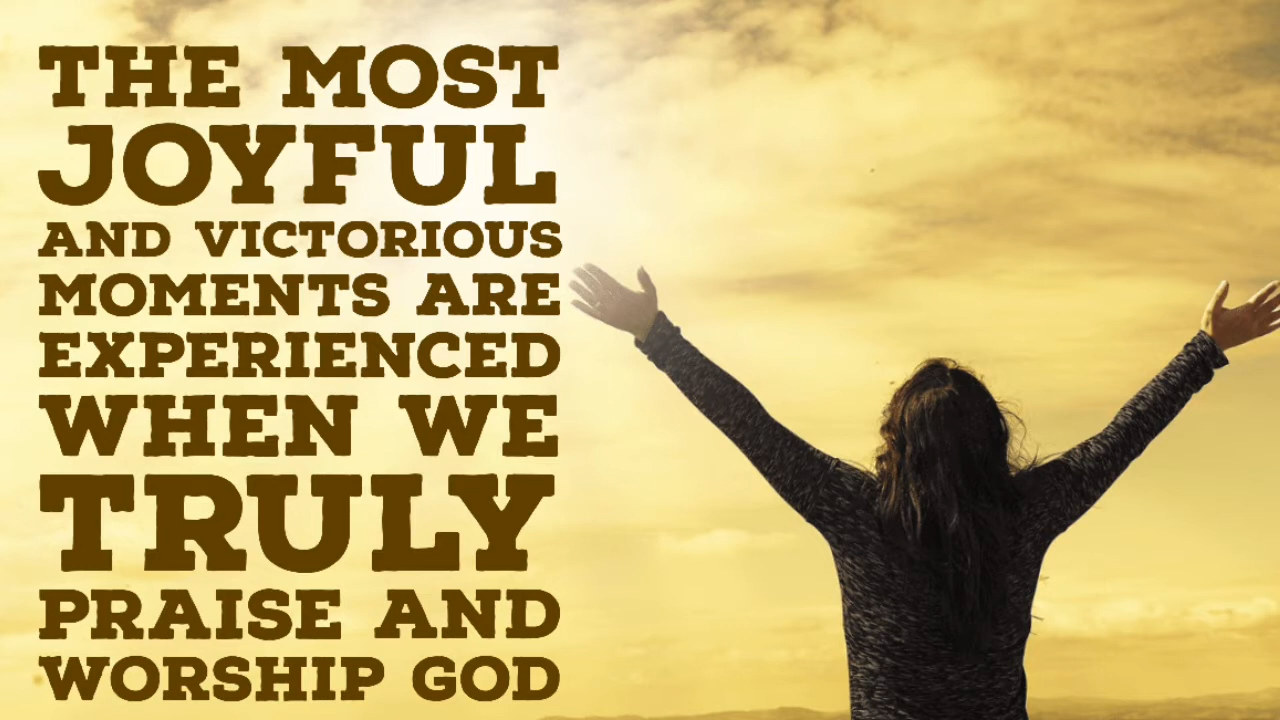 THE MOST
JOYFUL
AND VICTORIOUS
MOMENTS ARE
EXPERIENCED
WHEN WE
TRULY
PRAISE AND
WORSHIP GOD